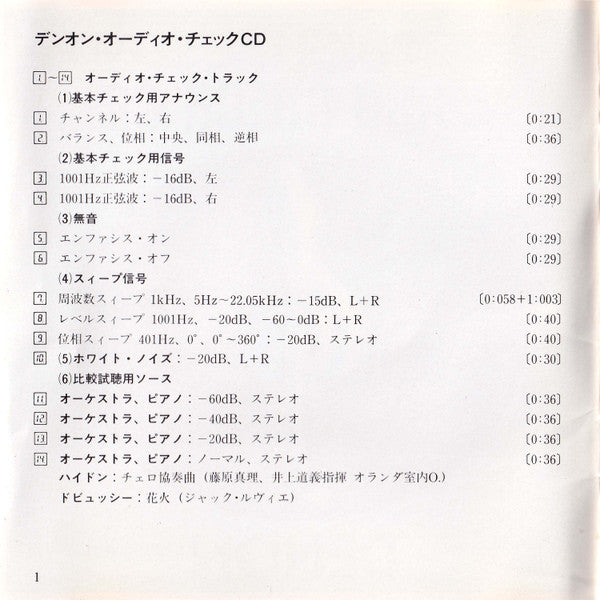 デンオン・オーディオ・チェックCD
1～14 オーディオ・チェック・トラック
(1)基本チェック用アナウンス
1 チャンネル：左、右 〔0:21〕
2 バランス、位相：中央、同相、逆相 〔0:36〕
(2)基本チェック用信号
3 1001Hz正弦波：－16dB、左 〔0:29〕
4 1001Hz正弦波：－16dB、右 〔0:29〕
(3)無音
5 エンファシス・オン 〔0:29〕
6 エンファシス・オフ 〔0:29〕
(4)スィープ信号
7 周波数スィープ 1kHz、5Hz～22.05kHz：－15dB、L＋R 〔0:058＋1:003〕
8 レベルスィープ 1001Hz、－20dB、－60～0dB：L＋R 〔0:40〕
9 位相スィープ 401Hz、0°、0°～360°：－20dB、ステレオ 〔0:40〕
10 (5)ホワイト・ノイズ：－20dB、L＋R 〔0:30〕
(6)比較試聴用ソース
11 オーケストラ、ピアノ：－60dB、ステレオ 〔0:36〕
12 オーケストラ、ピアノ：－40dB、ステレオ 〔0:36〕
13 オーケストラ、ピアノ：－20dB、ステレオ 〔0:36〕
14 オーケストラ、ピアノ：ノーマル、ステレオ 〔0:36〕
ハイドン：チェロ協奏曲（藤原真理、井上道義指揮 オランダ室内O.）
ドビュッシー：花火（ジャック・ルヴィエ）
1